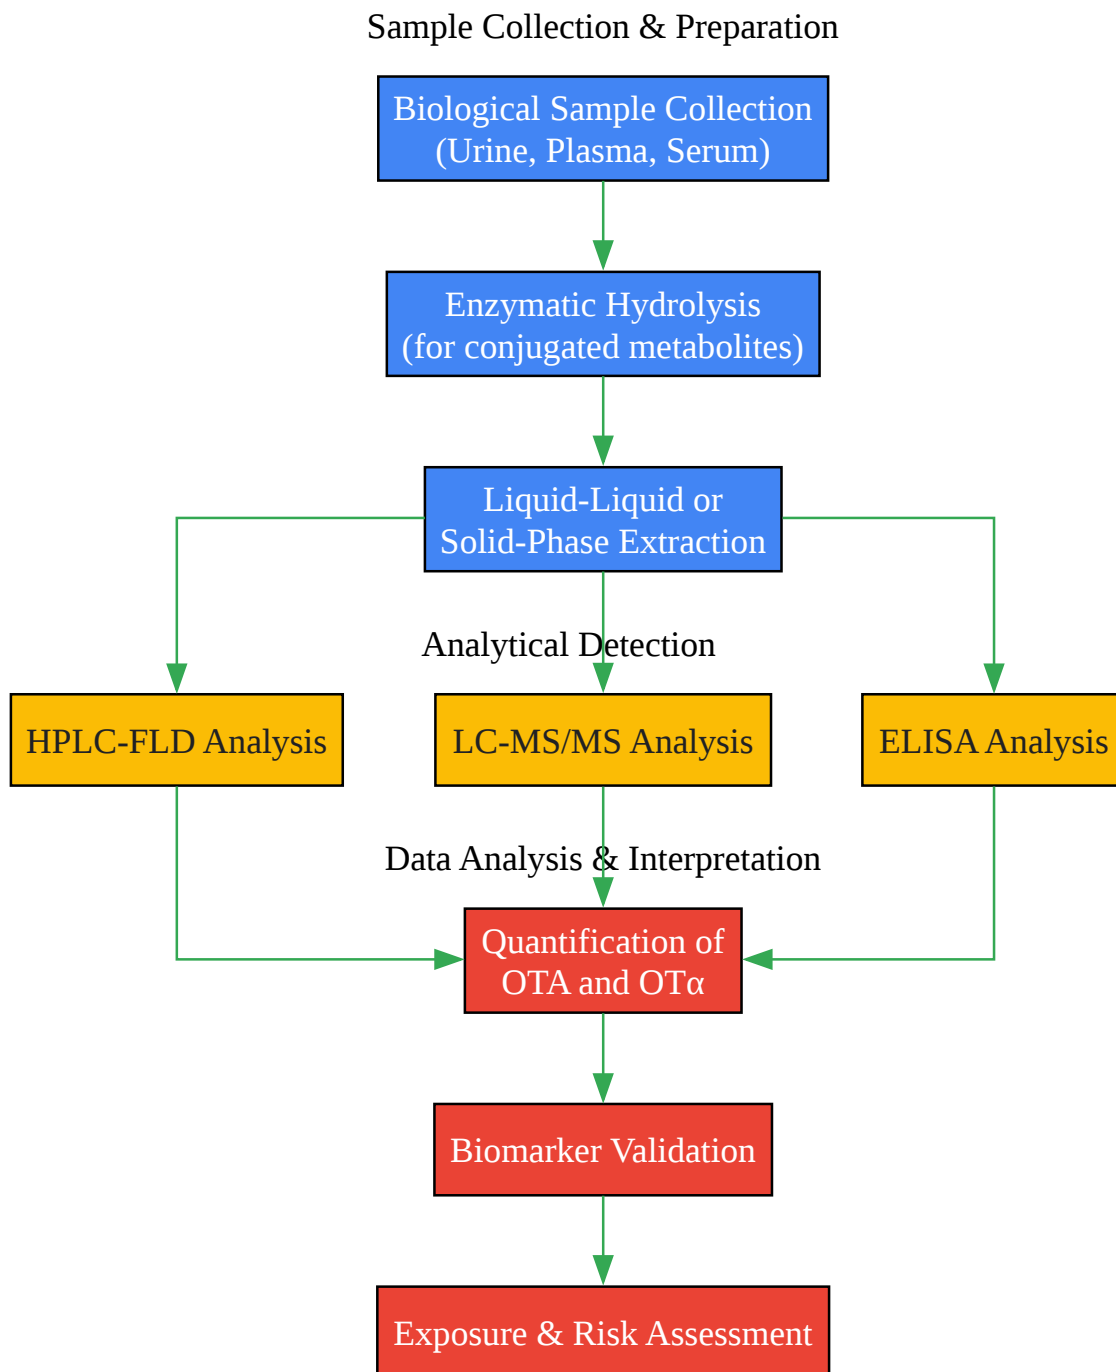 Sample Collection & Preparation
Biological Sample Collection
(Urine, Plasma, Serum)
Enzymatic Hydrolysis
(for conjugated metabolites)
Liquid-Liquid or
Solid-Phase Extraction
Analytical Detection
HPLC-FLD Analysis
LC-MS/MS Analysis
ELISA Analysis
Data Analysis & Interpretation
Quantification of
OTA and OTα
Biomarker Validation
Exposure & Risk Assessment